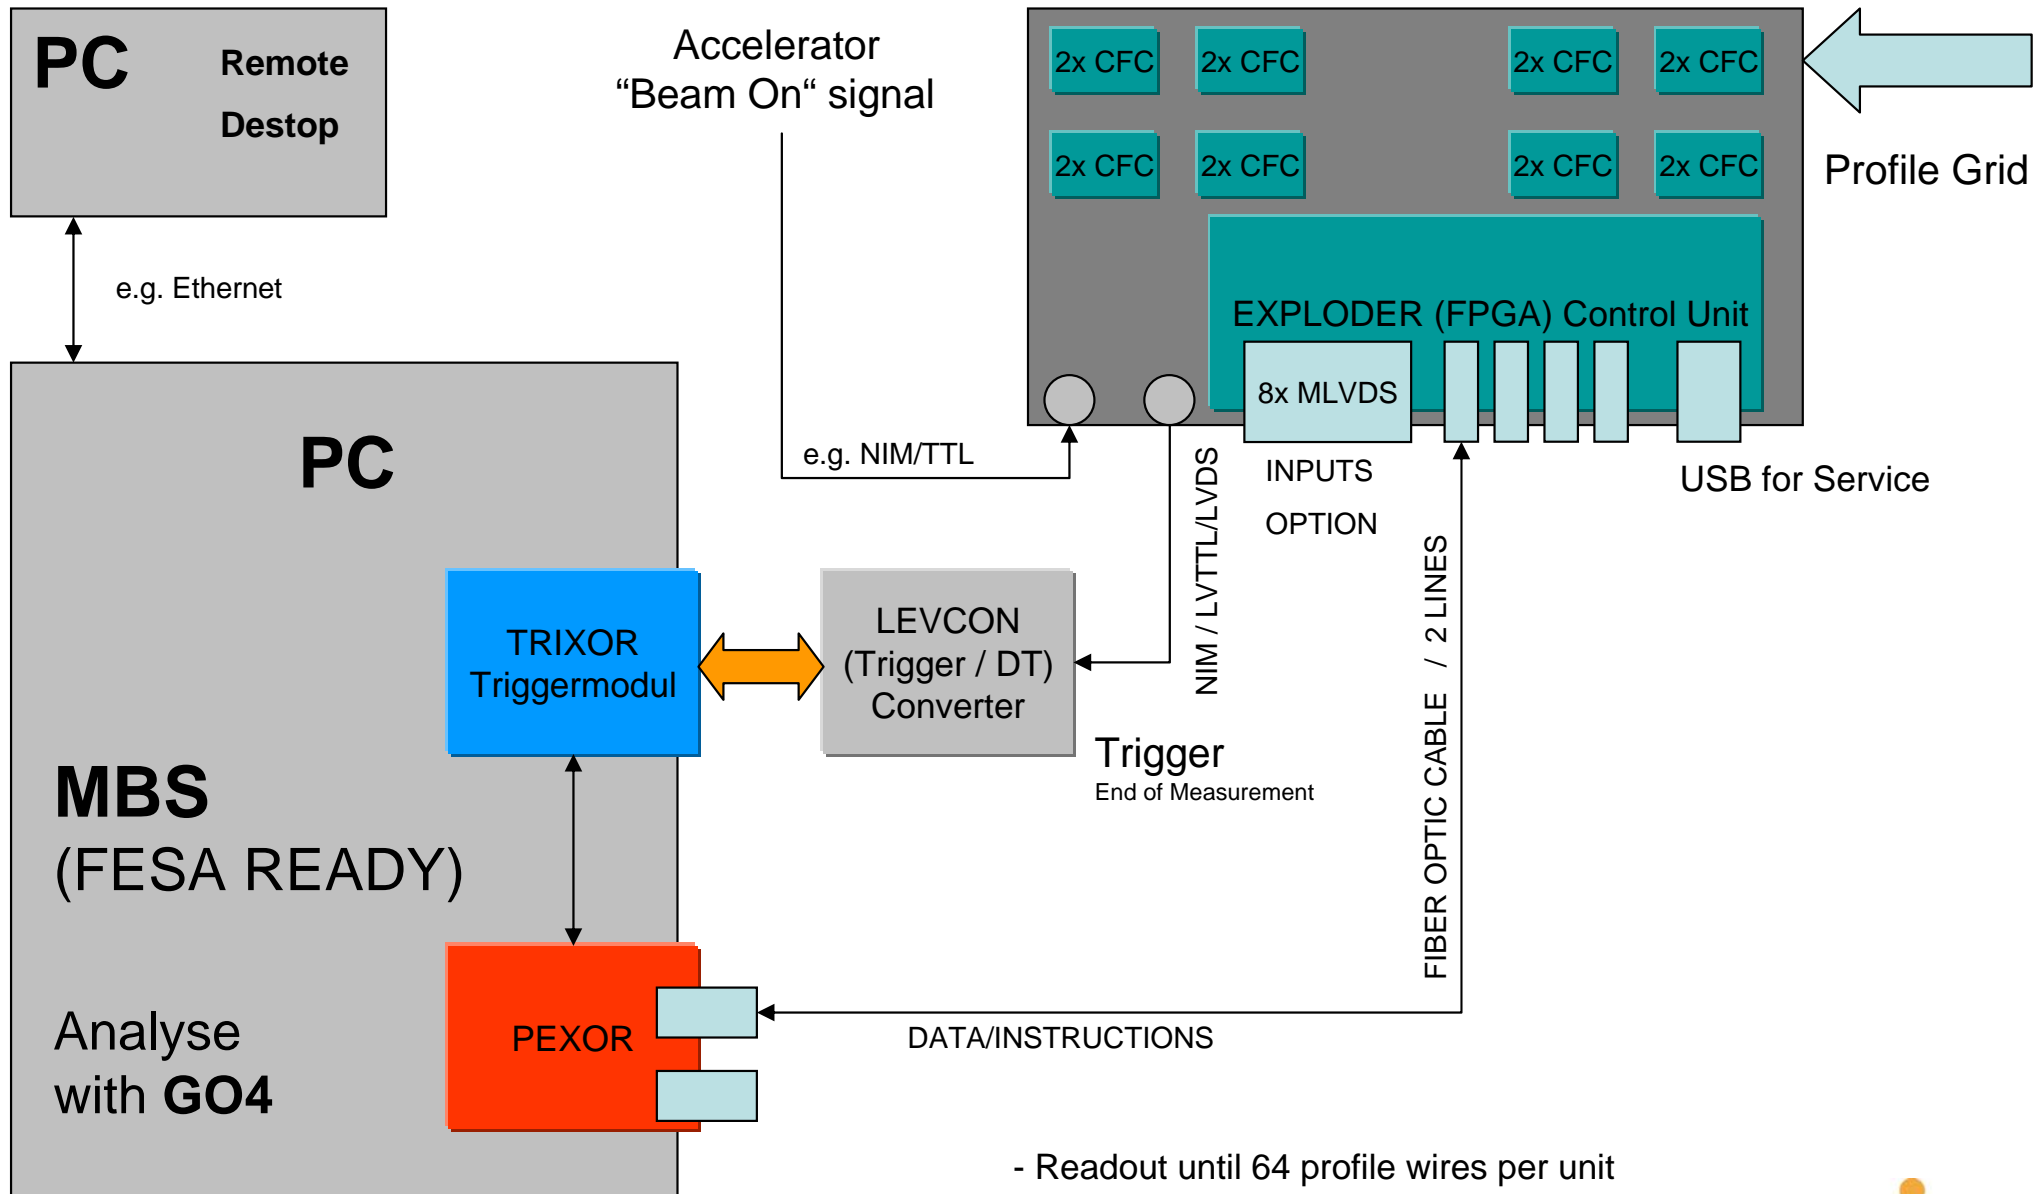 PC
Remote
Destop
e.g. Ethernet
Accelerator
“Beam On“ signal
2x CFC
2x CFC
2x CFC
2x CFC
2x CFC
2x CFC
2x CFC
2x CFC
Profile Grid
EXPLODER (FPGA) Control Unit
8x MLVDS
e.g. NIM/TTL
INPUTS
OPTION
USB for Service
NIM / LVTTL/LVDS
FIBER OPTIC CABLE / 2 LINES
PC
TRIXOR
Triggermodul
LEVCON
(Trigger / DT)
Converter
Trigger
End of Measurement
MBS
(FESA READY)
Analyse
with GO4
PEXOR
DATA/INSTRUCTIONS
- Readout until 64 profile wires per unit